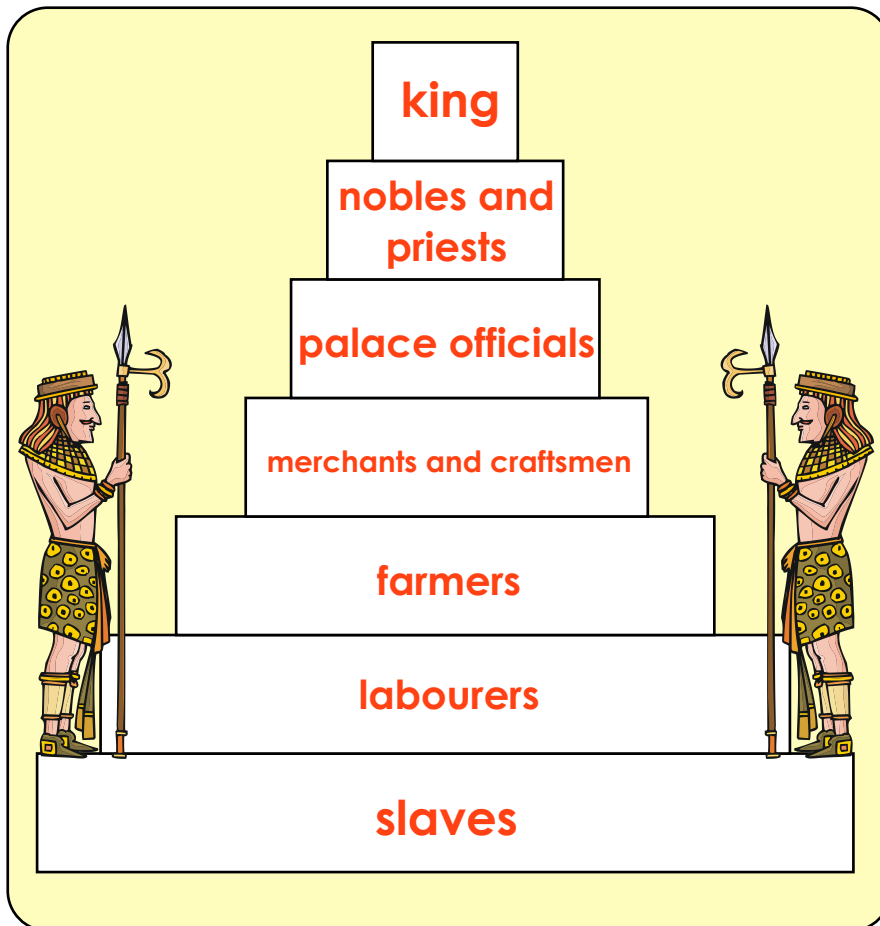 king
nobles and
priests
palace officials
merchants and craftsmen
farmers
labourers
slaves